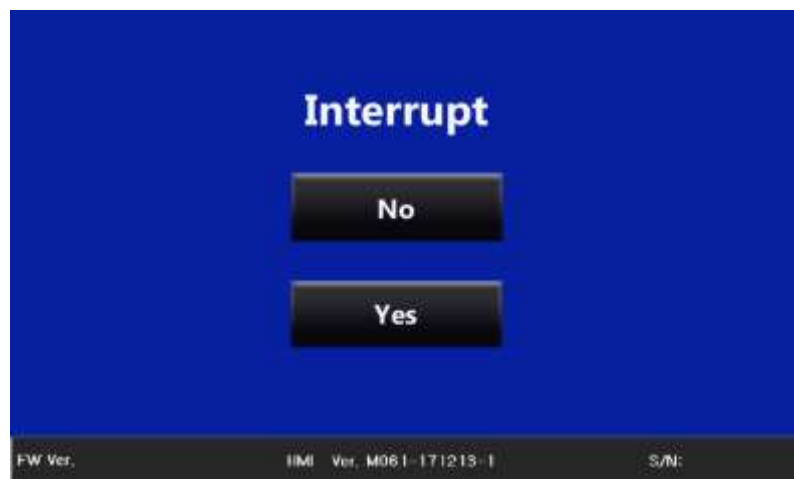 Interrupt
No
Yes
FW Ver. HMI Ver. M061-171213-1 S/N: